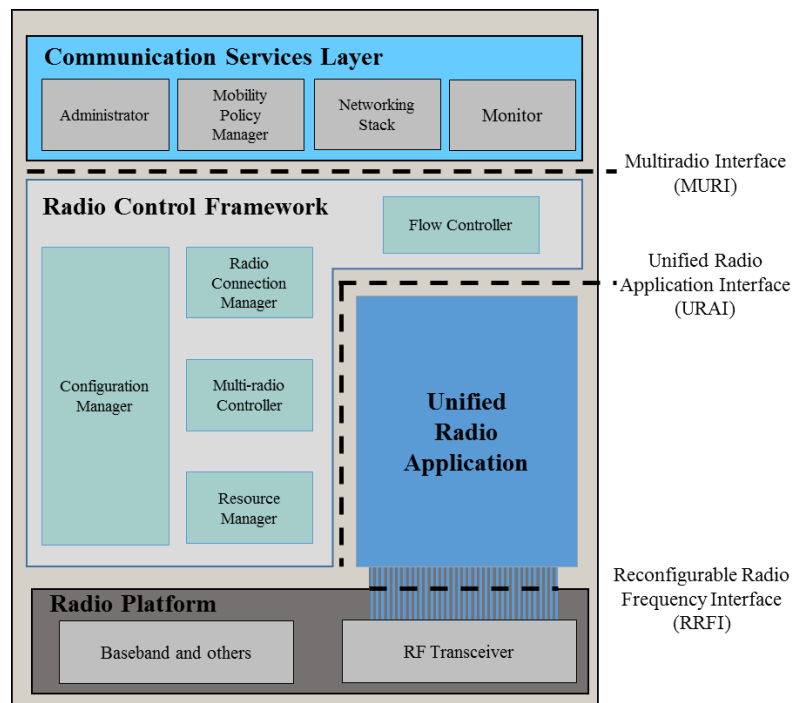 Communication Services Layer
Administrator
Mobility
Policy
Manager
Networking
Stack
Monitor
Multiradio Interface
(MURI)
Radio Control Framework
Flow Controller
Unified Radio
Application Interface
(URAI)
Radio
Connection
Manager
Configuration
Manager
Multi-radio
Controller
Resource
Manager
Unified
Radio
Application
Reconfigurable Radio
Frequency Interface
(RRFI)
Radio Platform
Baseband and others
RF Transceiver